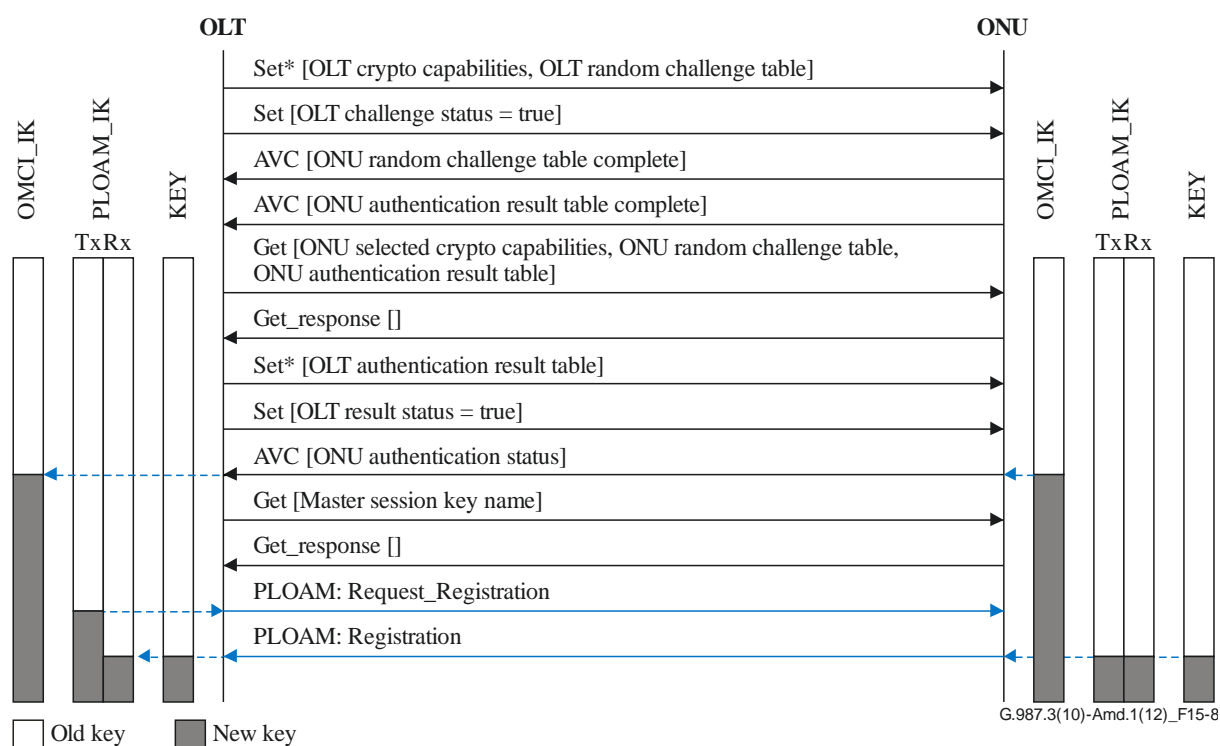 OLT
ONU
Set* [OLT crypto capabilities, OLT random challenge table]
Set [OLT challenge status = true]
AVC [ONU random challenge table complete]
AVC [ONU authentication result table complete]
Get [ONU selected crypto capabilities, ONU random challenge table,
ONU authentication result table]
Get_response []
Set* [OLT authentication result table]
Set [OLT result status = true]
AVC [ONU authentication status]
Get [Master session key name]
Get_response []
PLOAM: Request_Registration
PLOAM: Registration
OMCI_IK
PLOAM_IK
KEY
Tx Rx
OMCI_IK
PLOAM_IK
KEY
Tx Rx
G.987.3(10)-Amd.1(12)_F15-8
Old key
New key